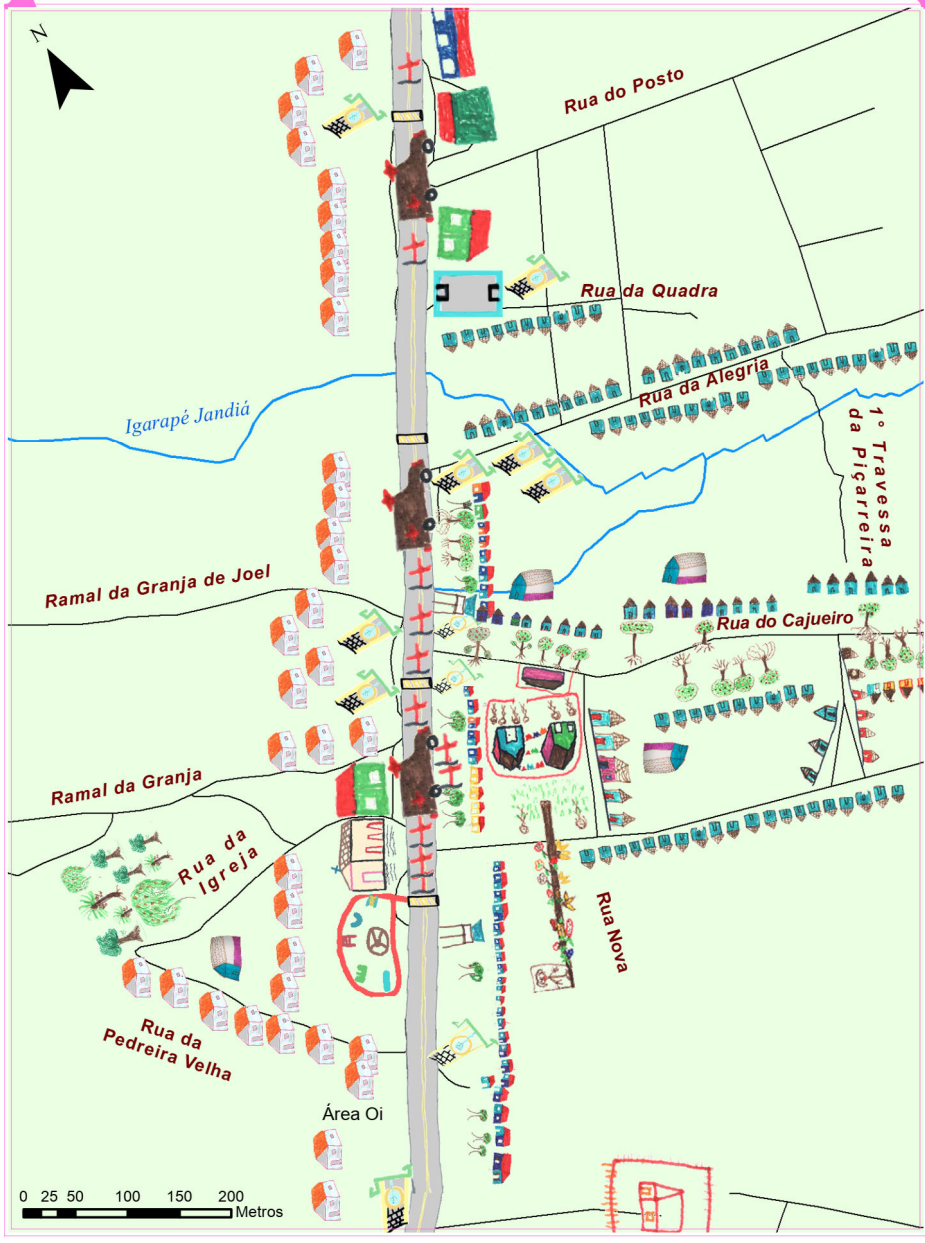 N
Rua do Posto
Rua da Quadra
Rua da Alegria
Igarapé Jandiá
1° Travessa
da Piçarreira
Ramal da Granja de Joel
Rua do Cajueiro
Ramal da Granja
Rua da
Igreja
Rua Nova
Rua da
Pedreira Velha
Área Oi
0 25 50 100 150 200
Metros